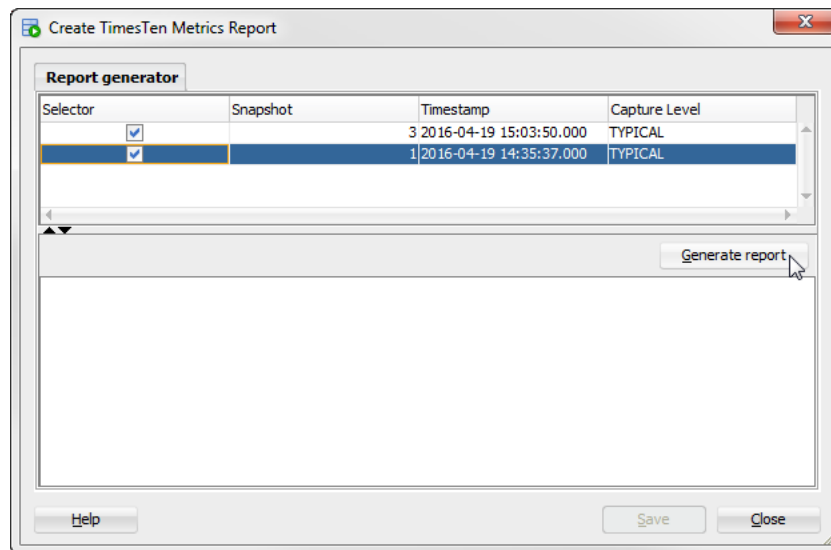 Create TimesTen Metrics Report
Report generator
Selector Snapshot Timestamp Capture Level
3 2016-04-19 15:03:50.000 TYPICAL
1 2016-04-19 14:35:37.000 TYPICAL
Generate report
Help Save Close